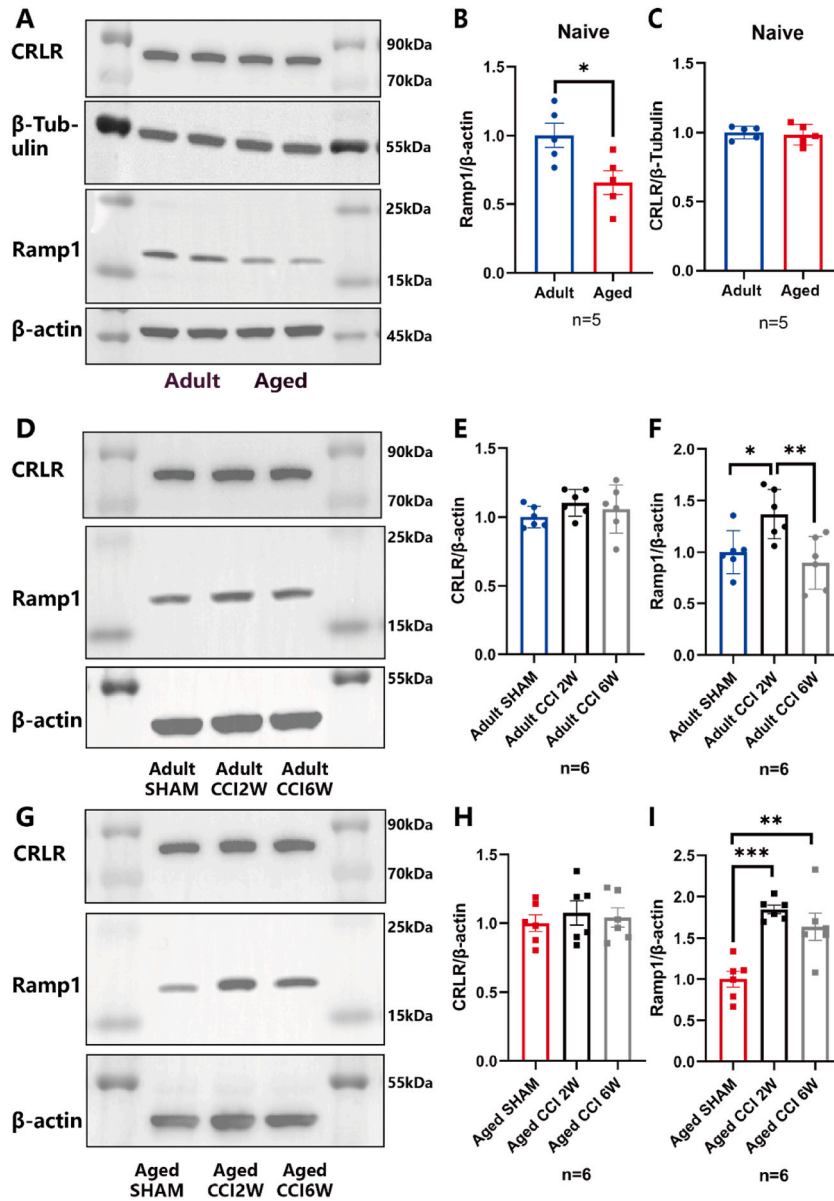 A
CRLR
90kDa
70kDa
β-Tub-
ulin
55kDa
Ramp1
25kDa
15kDa
β-actin
45kDa
Adult Aged
B
Naive
*
Ramp1/β-actin
1.5
1.0
0.5
0.0
Adult Aged
n=5
C
Naive
CRLR/β-Tubulin
1.5
1.0
0.5
0.0
Adult Aged
n=5
D
CRLR
90kDa
70kDa
Ramp1
25kDa
15kDa
β-actin
55kDa
Adult Adult Adult
SHAM CCI2W CCI6W
E
CRLR/β-actin
1.5
1.0
0.5
0.0
Adult SHAM
Adult CCI 2W
Adult CCI 6W
n=6
F
* **
Ramp1/β-actin
2.0
1.5
1.0
0.5
0.0
Adult SHAM
Adult CCI 2W
Adult CCI 6W
n=6
G
CRLR
90kDa
70kDa
Ramp1
25kDa
15kDa
β-actin
55kDa
Aged Aged Aged
SHAM CCI2W CCI6W
H
CRLR/β-actin
1.5
1.0
0.5
0.0
Aged SHAM
Aged CCI 2W
Aged CCI 6W
n=6
I
**
***
Ramp1/β-actin
2.5
2.0
1.5
1.0
0.5
0.0
Aged SHAM
Aged CCI 2W
Aged CCI 6W
n=6